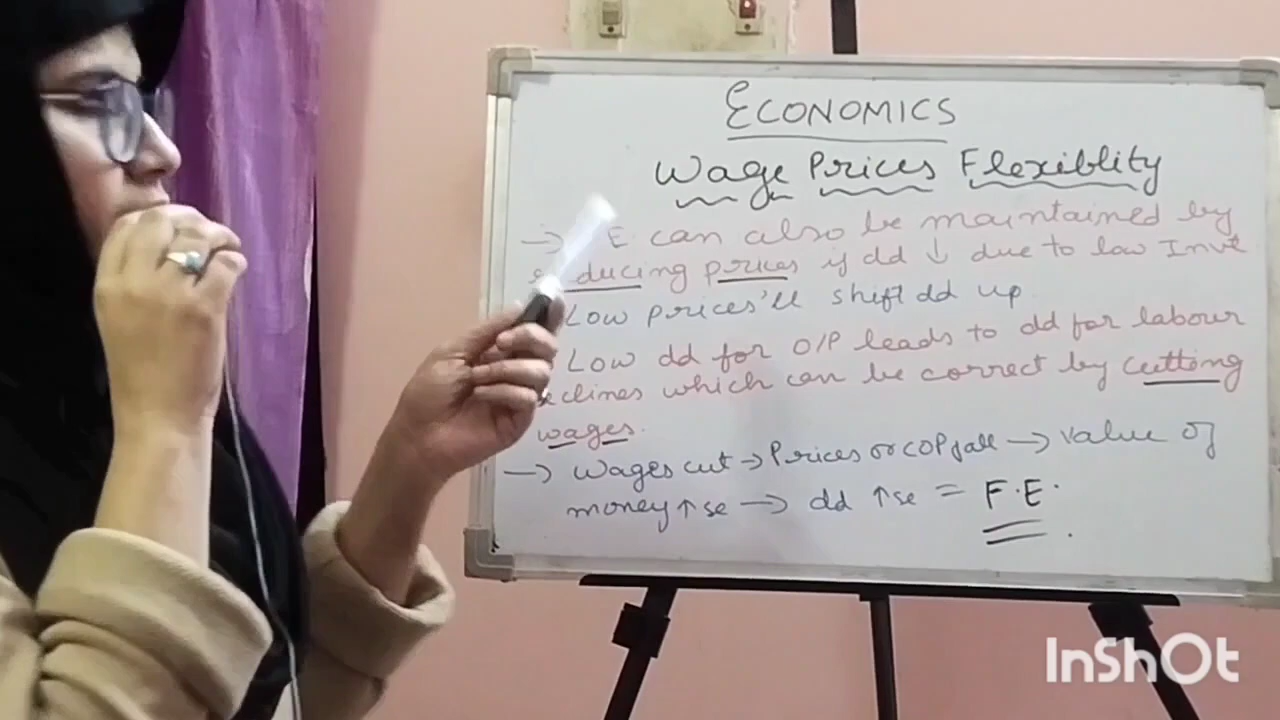 ECONOMICS
Wage Prices Flexiblity
→ E can also be maintained by
ducing prices if dd ↓ due to low Invt
Low prices'll shift dd up
Low dd for O/P leads to dd for labour
clines which can be correct by cutting
wages.
→ Wages cut → Prices or COP fall → value of
money ↑se → dd ↑se = F.E.
InShOt